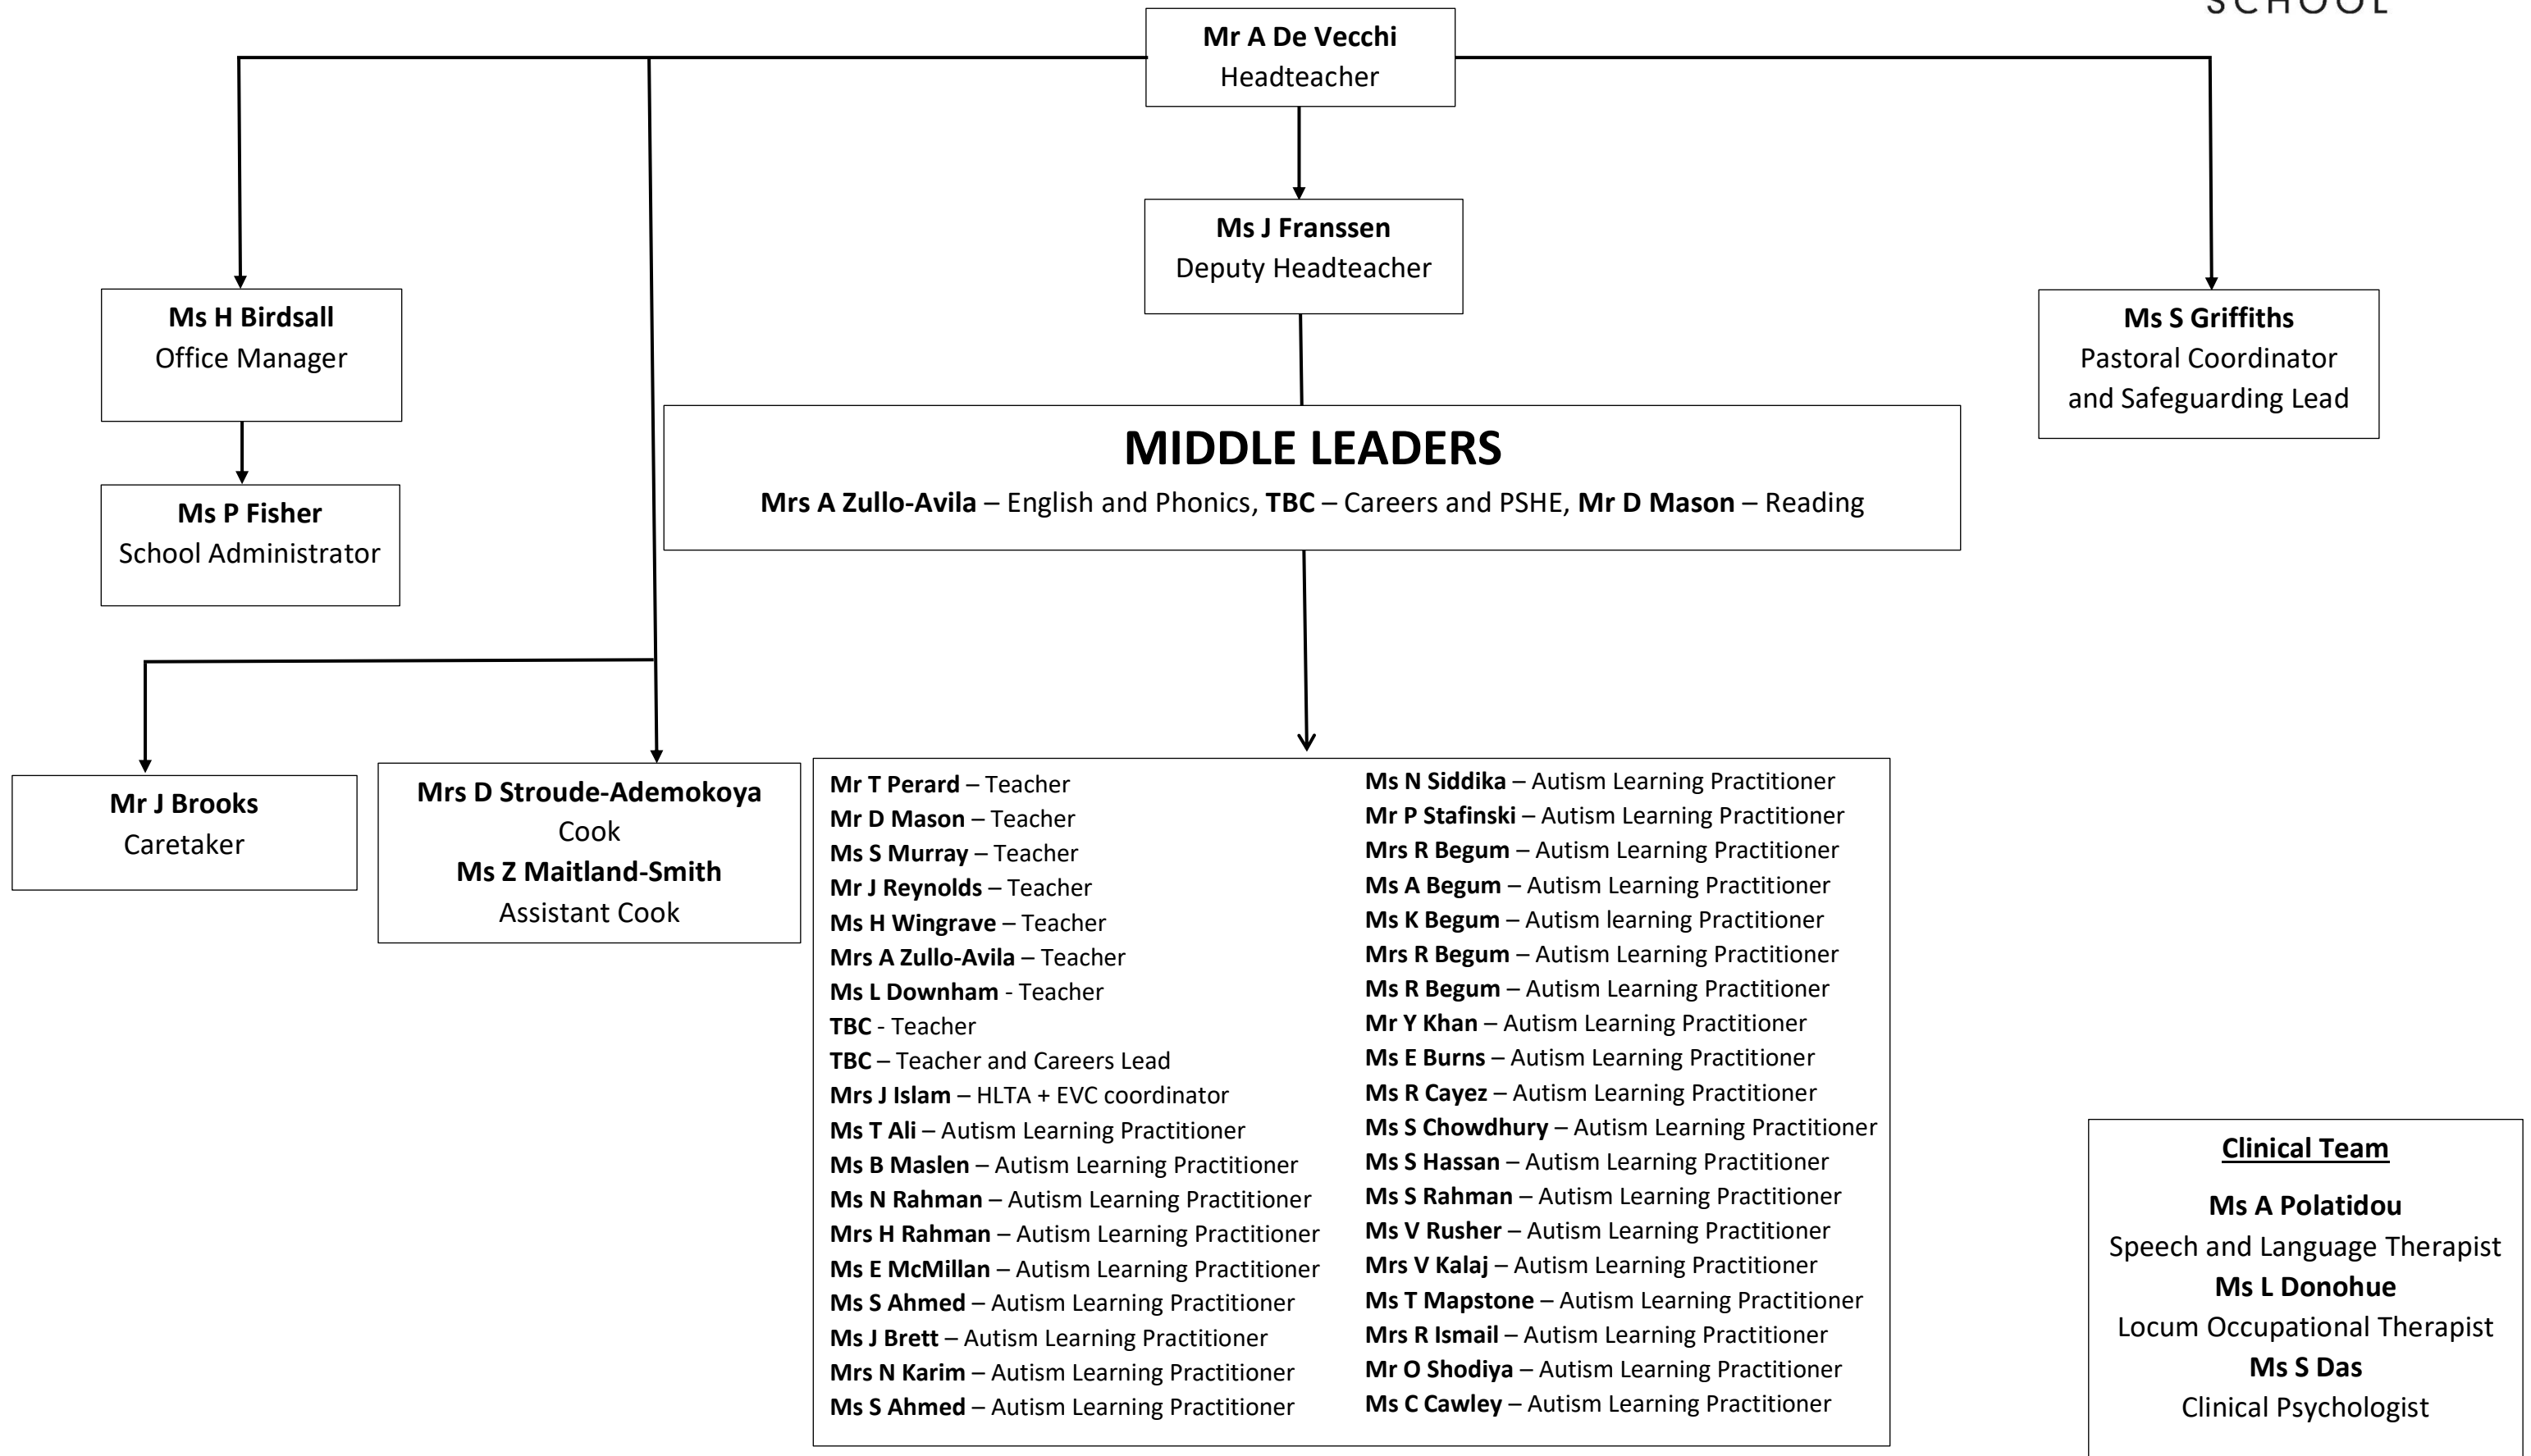 SCHOOL
Mr A De Vecchi
Headteacher
Ms J Franssen
Deputy Headteacher
Ms H Birdsall
Office Manager
Ms S Griffiths
Pastoral Coordinator
and Safeguarding Lead
MIDDLE LEADERS
Mrs A Zullo-Avila – English and Phonics, TBC – Careers and PSHE, Mr D Mason – Reading
Ms P Fisher
School Administrator
Mr J Brooks
Caretaker
Mrs D Stroude-Ademokoya
Cook
Ms Z Maitland-Smith
Assistant Cook
Mr T Perard – Teacher
Mr D Mason – Teacher
Ms S Murray – Teacher
Mr J Reynolds – Teacher
Ms H Wingrave – Teacher
Mrs A Zullo-Avila – Teacher
Ms L Downham - Teacher
TBC - Teacher
TBC – Teacher and Careers Lead
Mrs J Islam – HLTA + EVC coordinator
Ms T Ali – Autism Learning Practitioner
Ms B Maslen – Autism Learning Practitioner
Ms N Rahman – Autism Learning Practitioner
Mrs H Rahman – Autism Learning Practitioner
Ms E McMillan – Autism Learning Practitioner
Ms S Ahmed – Autism Learning Practitioner
Ms J Brett – Autism Learning Practitioner
Mrs N Karim – Autism Learning Practitioner
Ms S Ahmed – Autism Learning Practitioner
Ms N Siddika – Autism Learning Practitioner
Mr P Stafinski – Autism Learning Practitioner
Mrs R Begum – Autism Learning Practitioner
Ms A Begum – Autism Learning Practitioner
Ms K Begum – Autism learning Practitioner
Mrs R Begum – Autism Learning Practitioner
Ms R Begum – Autism Learning Practitioner
Mr Y Khan – Autism Learning Practitioner
Ms E Burns – Autism Learning Practitioner
Ms R Cayez – Autism Learning Practitioner
Ms S Chowdhury – Autism Learning Practitioner
Ms S Hassan – Autism Learning Practitioner
Ms S Rahman – Autism Learning Practitioner
Ms V Rusher – Autism Learning Practitioner
Mrs V Kalaj – Autism Learning Practitioner
Ms T Mapstone – Autism Learning Practitioner
Mrs R Ismail – Autism Learning Practitioner
Mr O Shodiya – Autism Learning Practitioner
Ms C Cawley – Autism Learning Practitioner
Clinical Team
Ms A Polatidou
Speech and Language Therapist
Ms L Donohue
Locum Occupational Therapist
Ms S Das
Clinical Psychologist